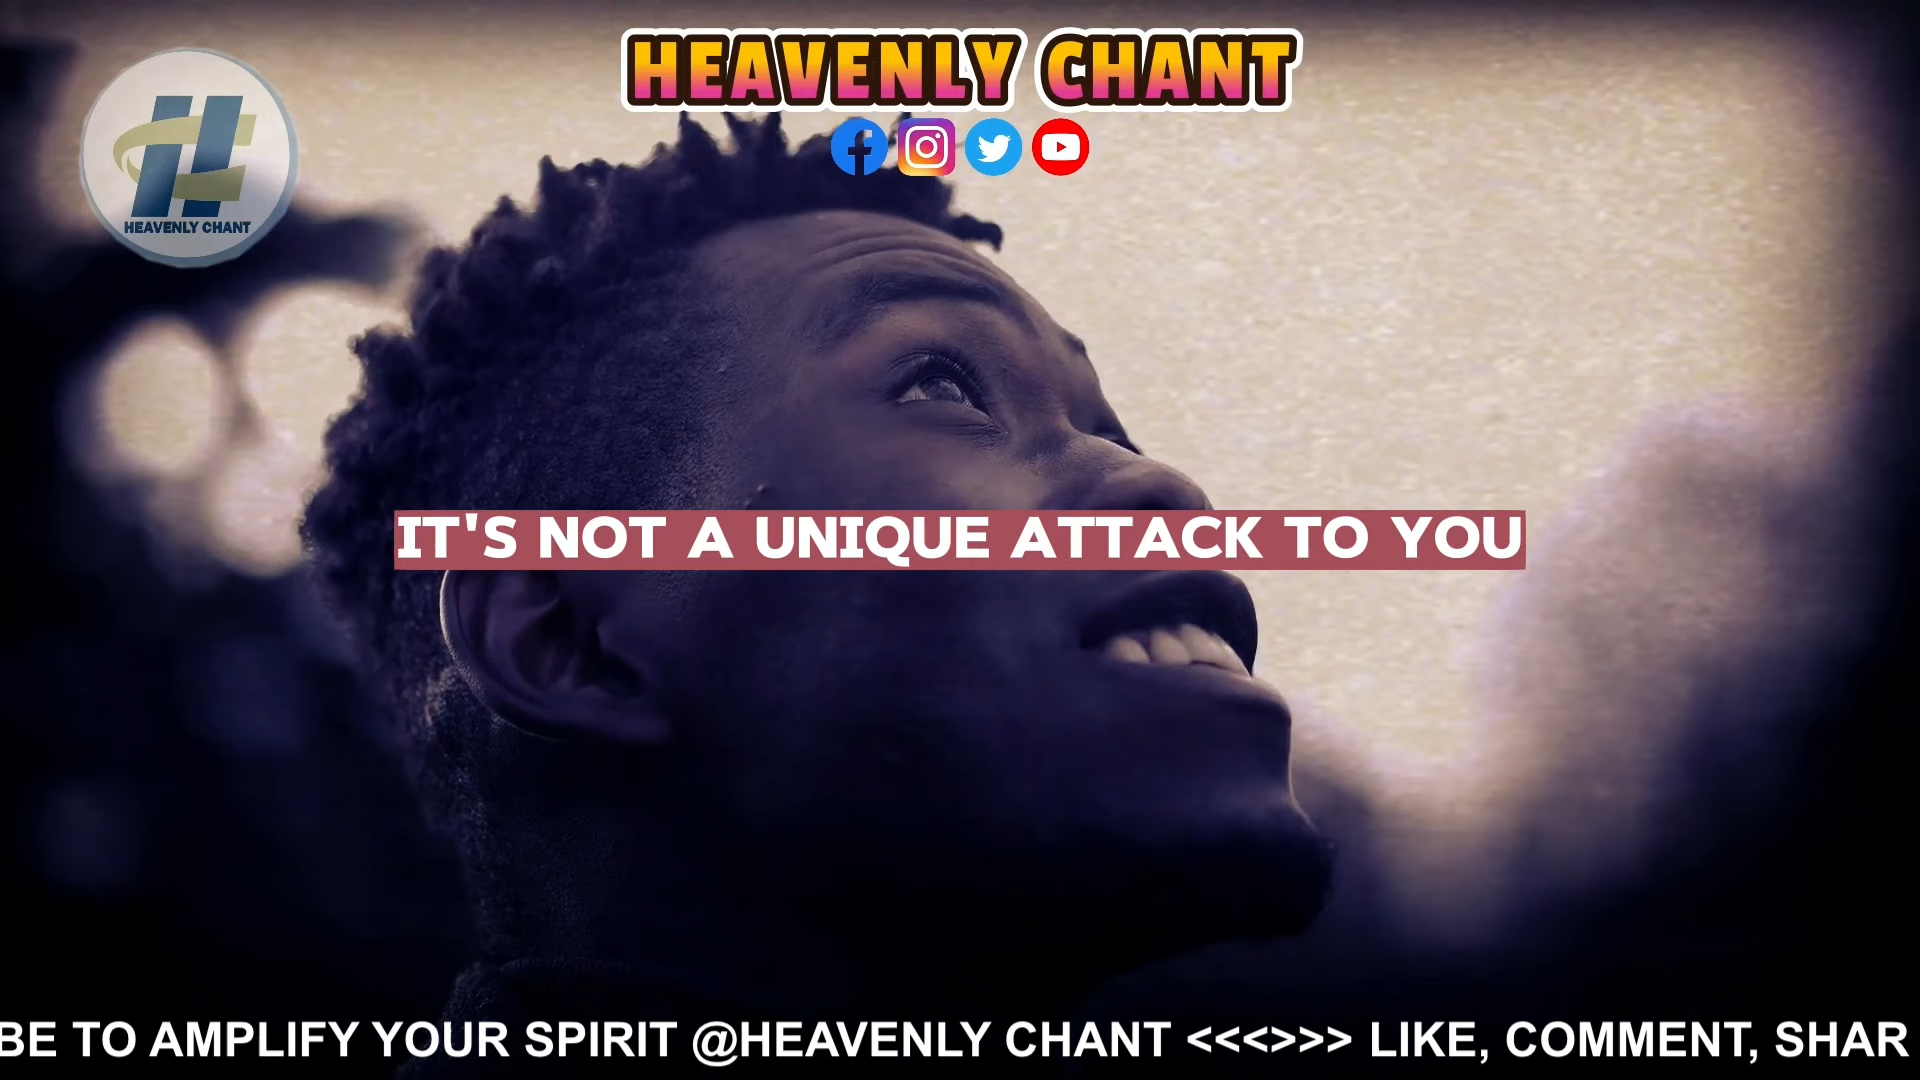 HEAVENLY CHANT
HEAVENLY CHANT
IT'S NOT A UNIQUE ATTACK TO YOU
BE TO AMPLIFY YOUR SPIRIT @HEAVENLY CHANT <<<>>> LIKE, COMMENT, SHAR